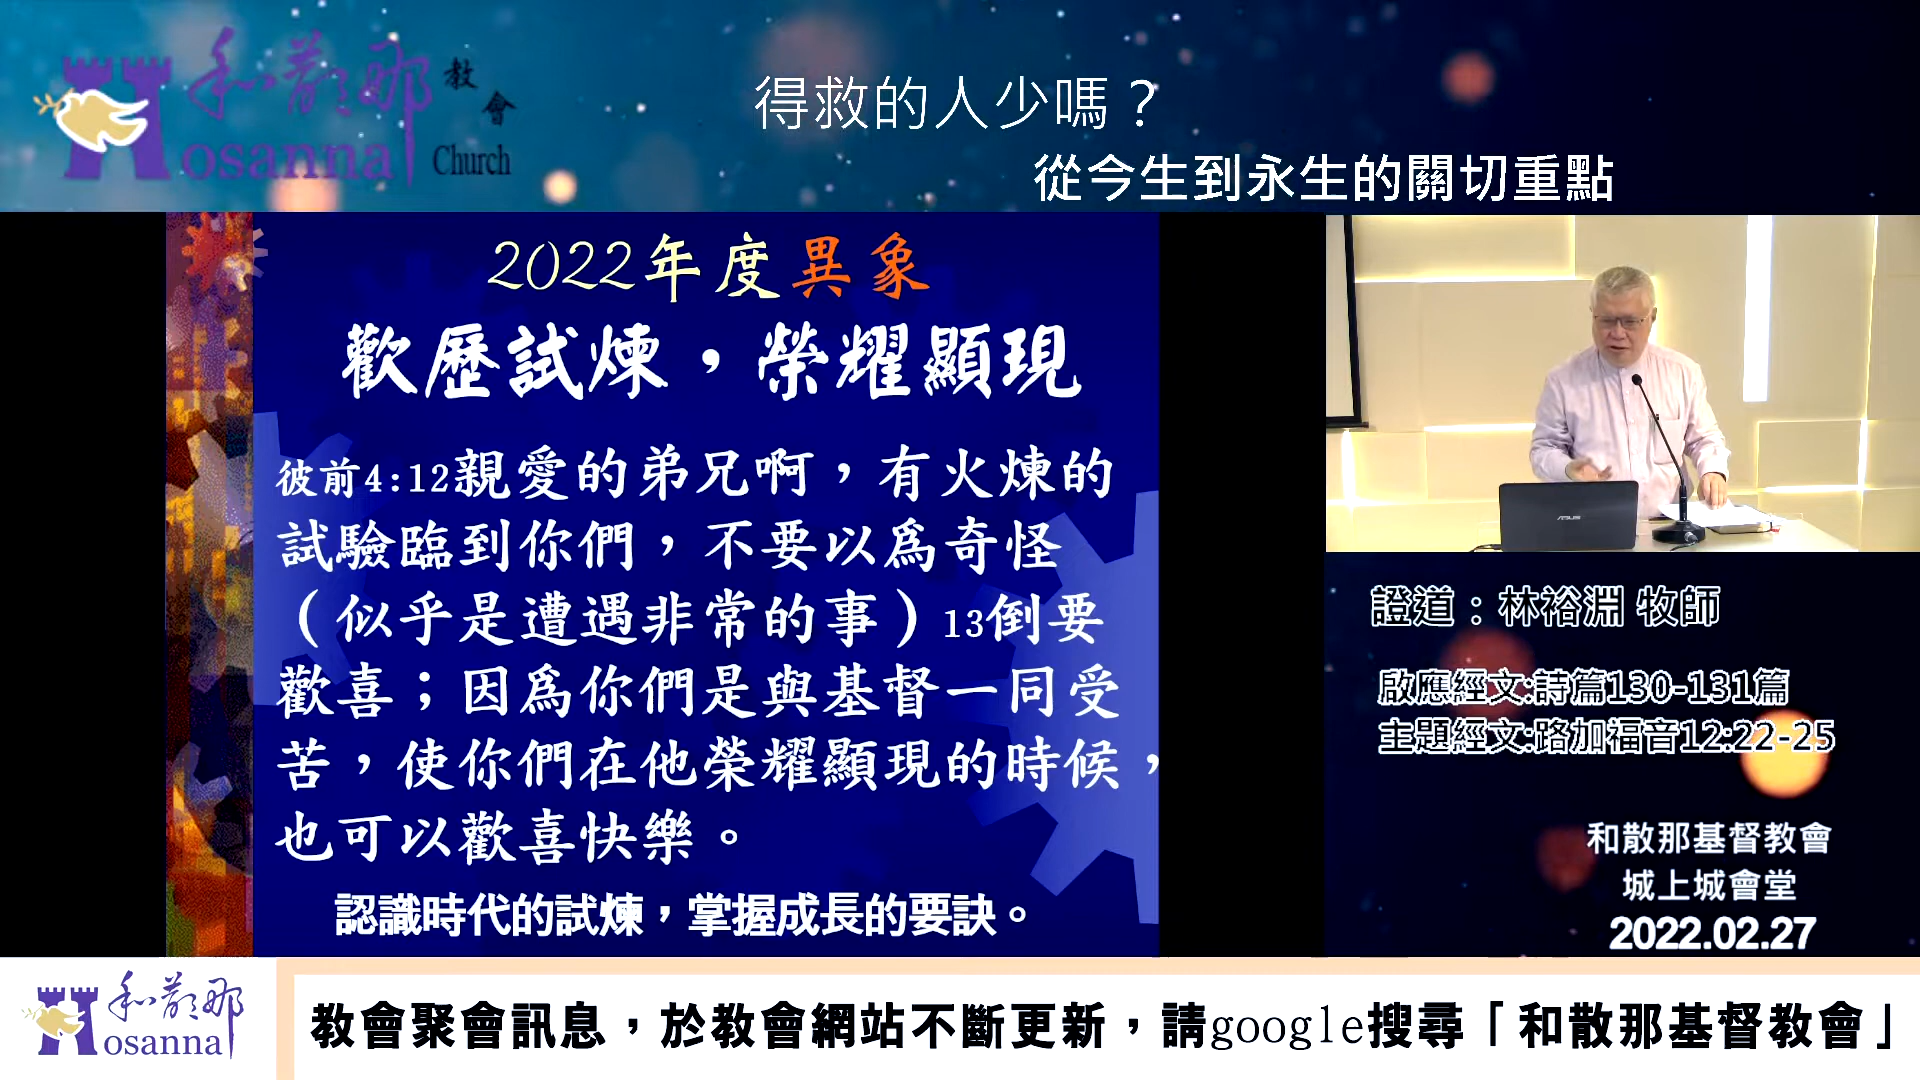 和散那 教會
Hosanna Church
得救的人少嗎？
從今生到永生的關切重點
2022年度異象
歡歷試煉，榮耀顯現
彼前4:12親愛的弟兄啊，有火煉的
試驗臨到你們，不要以為奇怪
（似乎是遭遇非常的事）13倒要
歡喜；因為你們是與基督一同受
苦，使你們在他榮耀顯現的時候，
也可以歡喜快樂。
認識時代的試煉，掌握成長的要訣。
ASUS
證道：林裕淵 牧師
啟應經文:詩篇130-131篇
主題經文:路加福音12:22-25
和散那基督教會
城上城會堂
2022.02.27
和散那
Hosanna
教會聚會訊息，於教會網站不斷更新，請google搜尋「和散那基督教會」